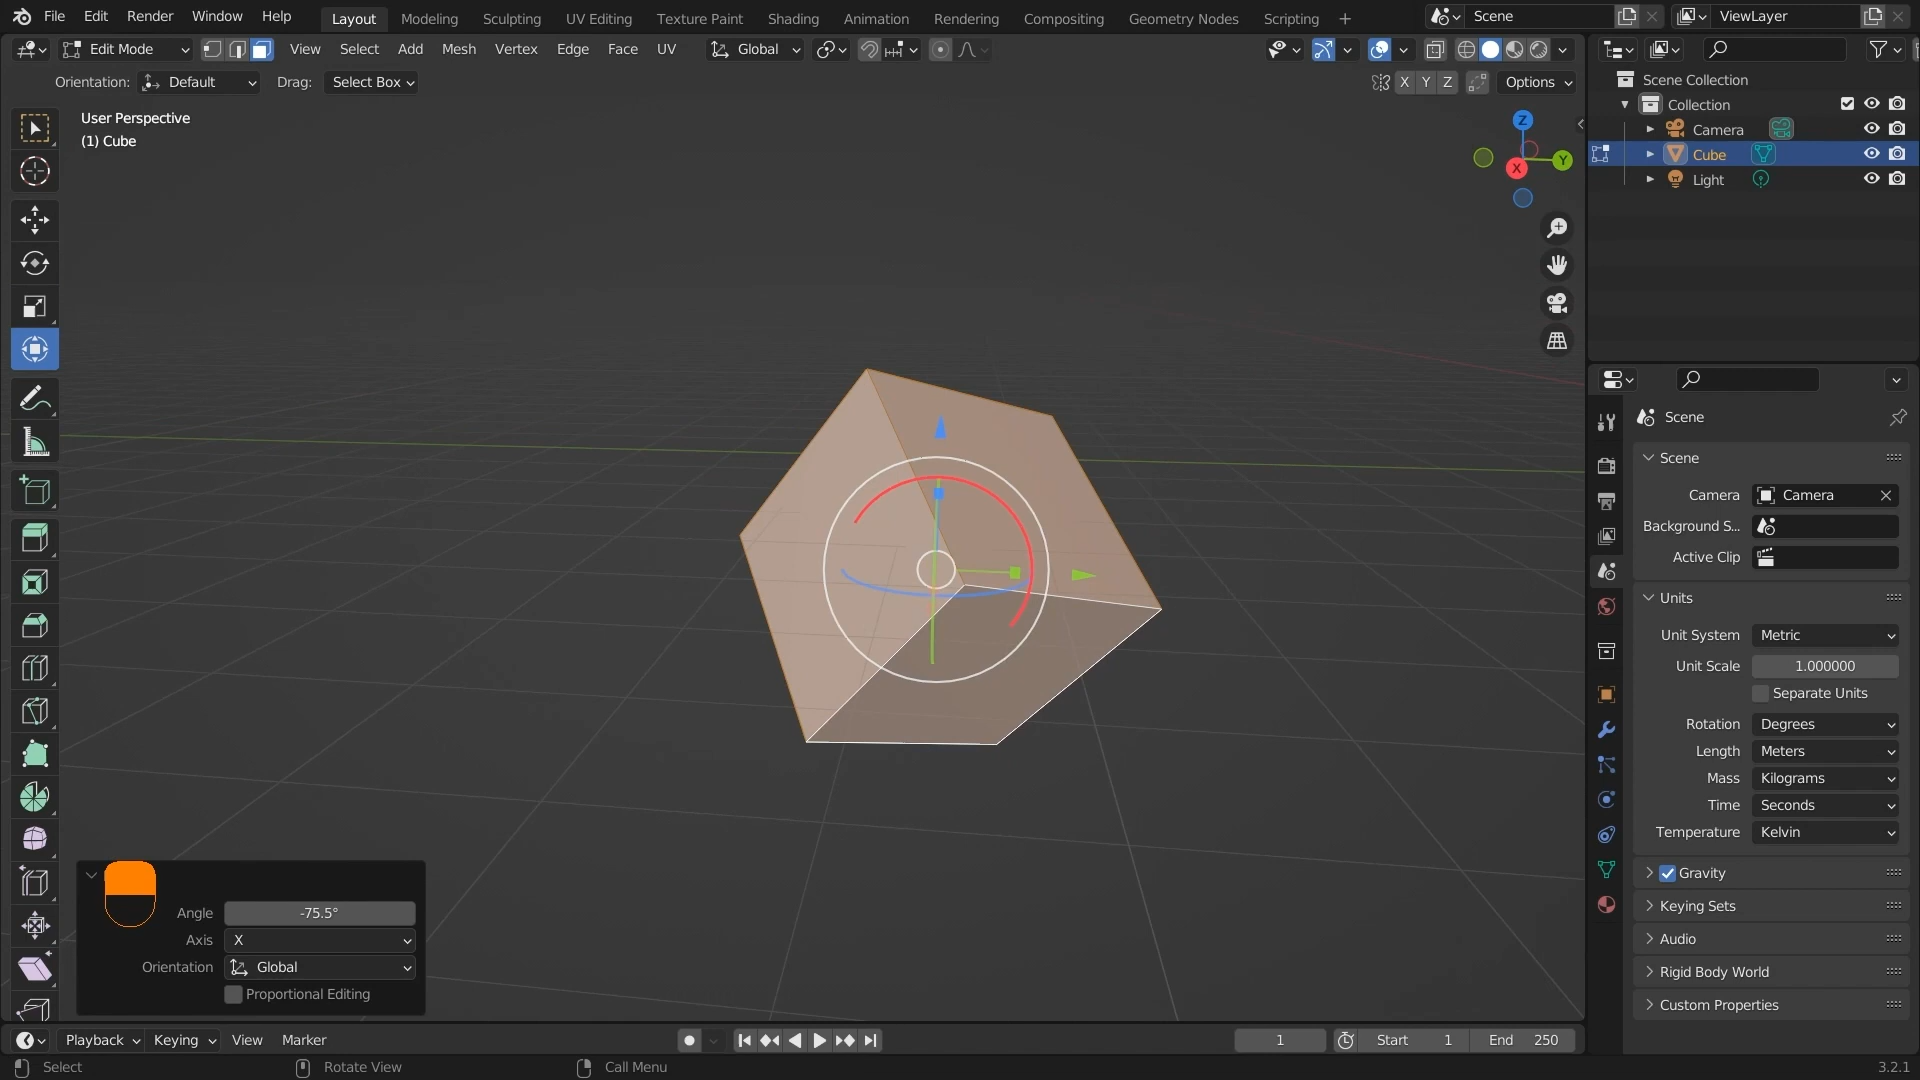 File Edit Render Window Help Layout Modeling Sculpting UV Editing Texture Paint Shading Animation Rendering Compositing Geometry Nodes Scripting + Scene ViewLayer
Edit Mode View Select Add Mesh Vertex Edge Face UV Global
Orientation: Default Drag: Select Box X Y Z Options
User Perspective
(1) Cube
Z
Y
X
Scene Collection
Collection
Camera
Cube
Light
Scene
Scene
Camera Camera
Background S...
Active Clip
Units
Unit System Metric
Unit Scale 1.000000
Separate Units
Rotation Degrees
Length Meters
Mass Kilograms
Time Seconds
Temperature Kelvin
Gravity
Keying Sets
Audio
Rigid Body World
Custom Properties
Angle -75.5°
Axis X
Orientation Global
Proportional Editing
Playback Keying View Marker 1 Start 1 End 250
Select Rotate View Call Menu 3.2.1